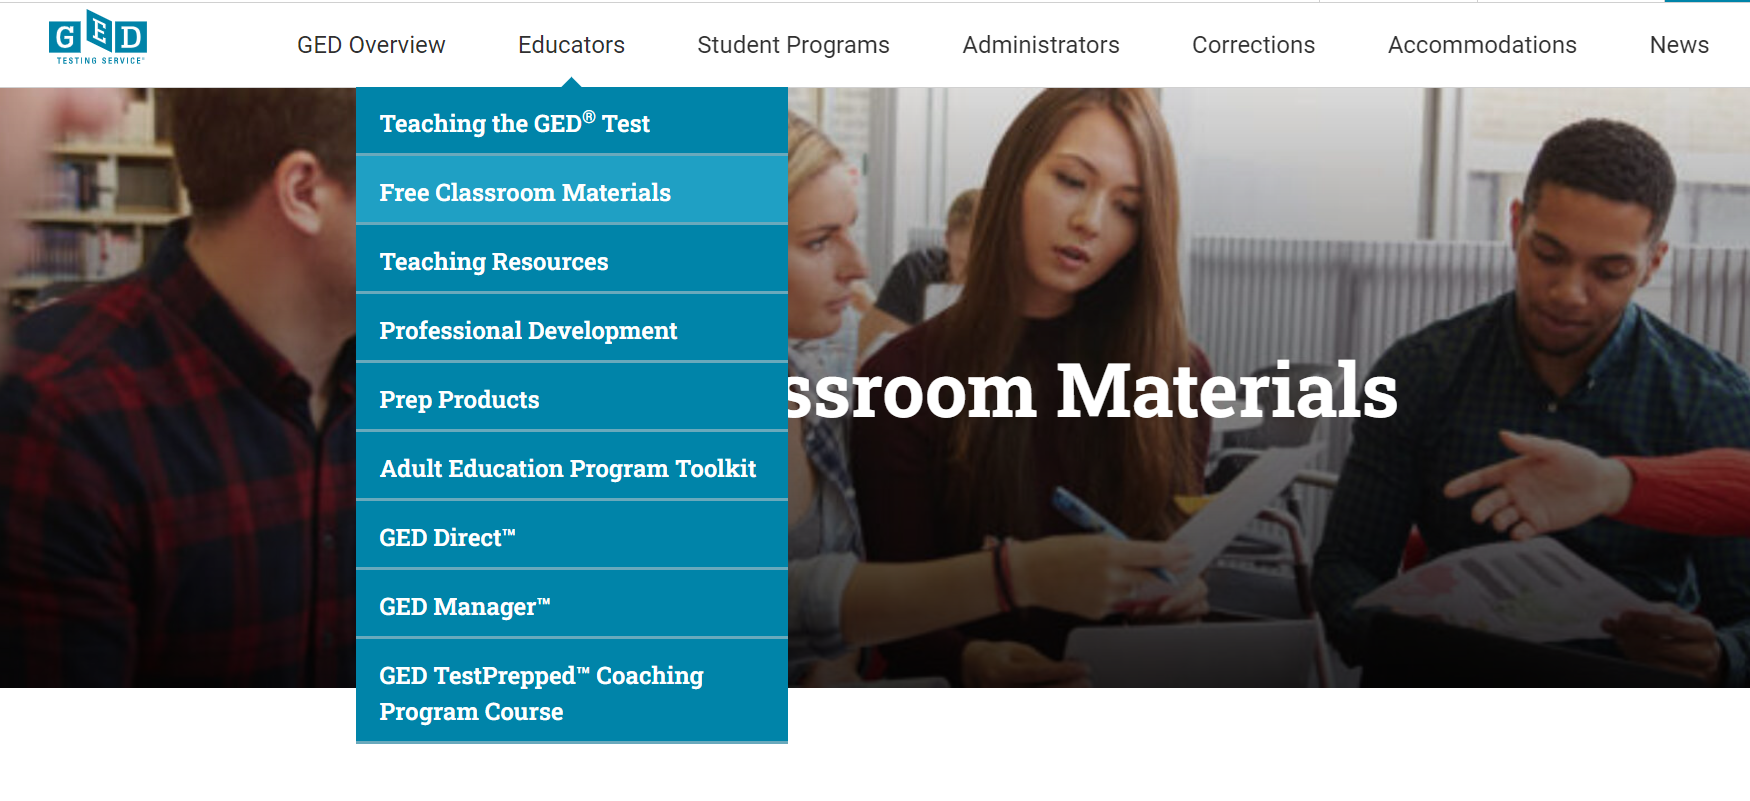 GED
TESTING SERVICE®
GED Overview
Educators
Student Programs
Administrators
Corrections
Accommodations
News
Teaching the GED® Test
Free Classroom Materials
Teaching Resources
Professional Development
Prep Products
Adult Education Program Toolkit
GED Direct™
GED Manager™
GED TestPrepped™ Coaching
Program Course
ssroom Materials